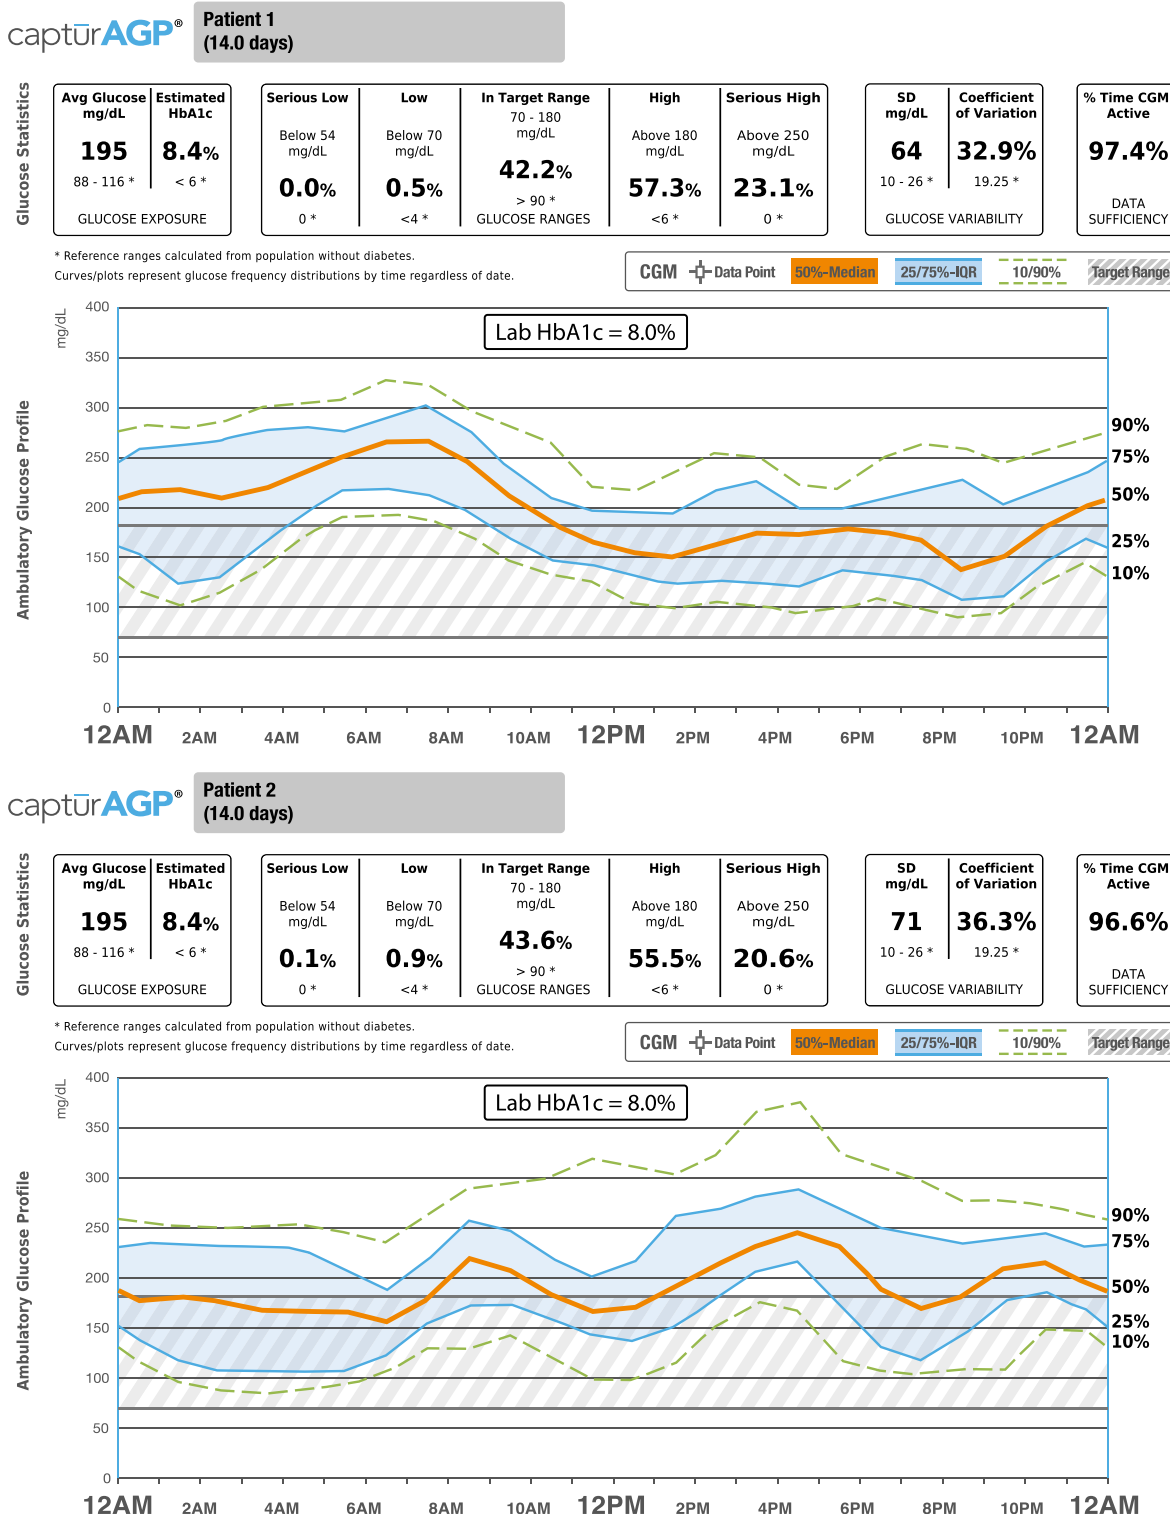 captūrAGP®
Patient 1
(14.0 days)
Glucose Statistics
Avg Glucose
mg/dL
195
88 - 116 *
Estimated
HbA1c
8.4%
< 6 *
GLUCOSE EXPOSURE
Serious Low
Below 54
mg/dL
0.0%
0 *
Low
Below 70
mg/dL
0.5%
<4 *
In Target Range
70 - 180
mg/dL
42.2%
> 90 *
GLUCOSE RANGES
High
Above 180
mg/dL
57.3%
<6 *
Serious High
Above 250
mg/dL
23.1%
0 *
SD
mg/dL
64
10 - 26 *
Coefficient
of Variation
32.9%
19.25 *
GLUCOSE VARIABILITY
% Time CGM
Active
97.4%
DATA
SUFFICIENCY
* Reference ranges calculated from population without diabetes.
Curves/plots represent glucose frequency distributions by time regardless of date.
CGM Data Point 50%-Median 25/75%-IQR 10/90% Target Range
Ambulatory Glucose Profile
mg/dL
Lab HbA1c = 8.0%
400
350
300
250
200
150
100
50
0
90%
75%
50%
25%
10%
12AM 2AM 4AM 6AM 8AM 10AM 12PM 2PM 4PM 6PM 8PM 10PM 12AM
captūrAGP®
Patient 2
(14.0 days)
Glucose Statistics
Avg Glucose
mg/dL
195
88 - 116 *
Estimated
HbA1c
8.4%
< 6 *
GLUCOSE EXPOSURE
Serious Low
Below 54
mg/dL
0.1%
0 *
Low
Below 70
mg/dL
0.9%
<4 *
In Target Range
70 - 180
mg/dL
43.6%
> 90 *
GLUCOSE RANGES
High
Above 180
mg/dL
55.5%
<6 *
Serious High
Above 250
mg/dL
20.6%
0 *
SD
mg/dL
71
10 - 26 *
Coefficient
of Variation
36.3%
19.25 *
GLUCOSE VARIABILITY
% Time CGM
Active
96.6%
DATA
SUFFICIENCY
* Reference ranges calculated from population without diabetes.
Curves/plots represent glucose frequency distributions by time regardless of date.
CGM Data Point 50%-Median 25/75%-IQR 10/90% Target Range
Ambulatory Glucose Profile
mg/dL
Lab HbA1c = 8.0%
400
350
300
250
200
150
100
50
0
90%
75%
50%
25%
10%
12AM 2AM 4AM 6AM 8AM 10AM 12PM 2PM 4PM 6PM 8PM 10PM 12AM